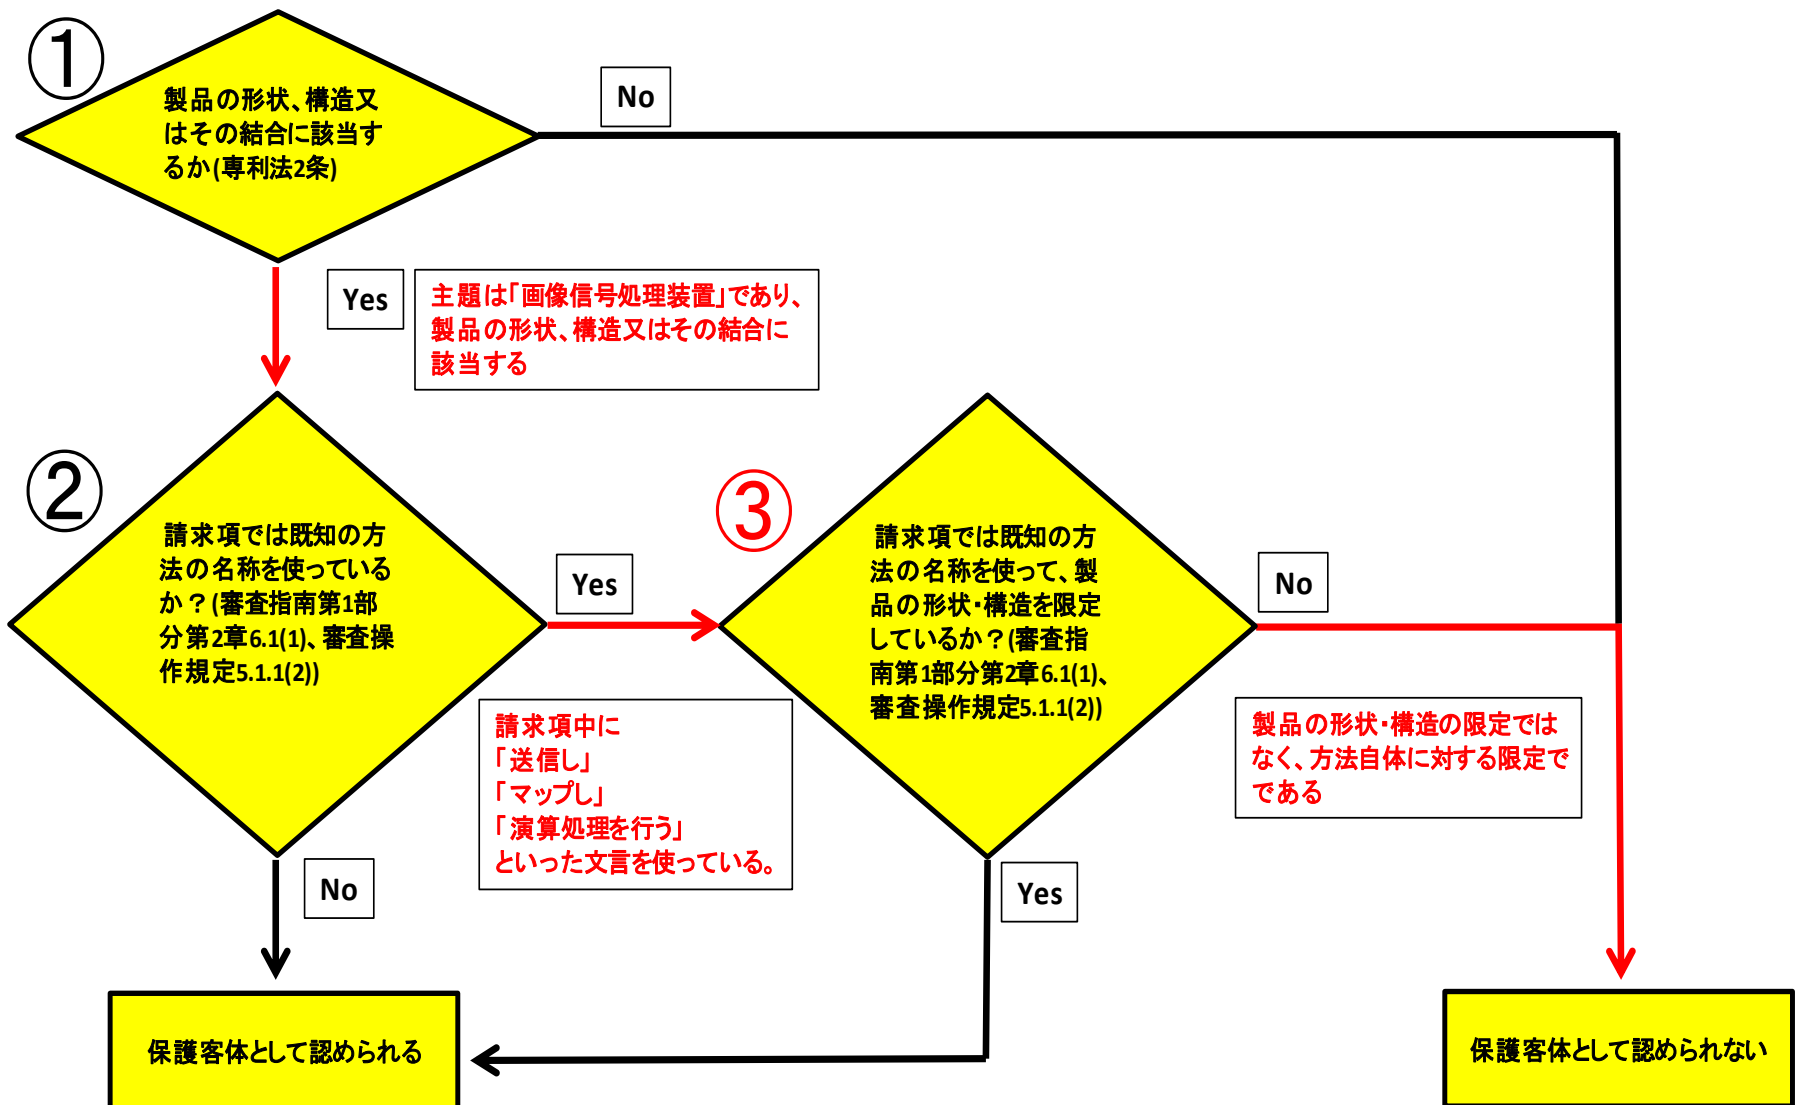 ①
製品の形状、構造又
はその結合に該当す
るか(専利法2条)
No
Yes
主題は「画像信号処理装置」であり、
製品の形状、構造又はその結合に
該当する
②
請求項では既知の方
法の名称を使っている
か？(審査指南第1部
分第2章6.1(1)、審査操
作規定5.1.1(2))
Yes
請求項中に
「送信し」
「マップし」
「演算処理を行う」
といった文言を使っている。
③
請求項では既知の方
法の名称を使って、製
品の形状・構造を限定
しているか？(審査指
南第1部分第2章6.1(1)、
審査操作規定5.1.1(2))
No
製品の形状・構造の限定では
なく、方法自体に対する限定で
である
No
Yes
保護客体として認められる
保護客体として認められない